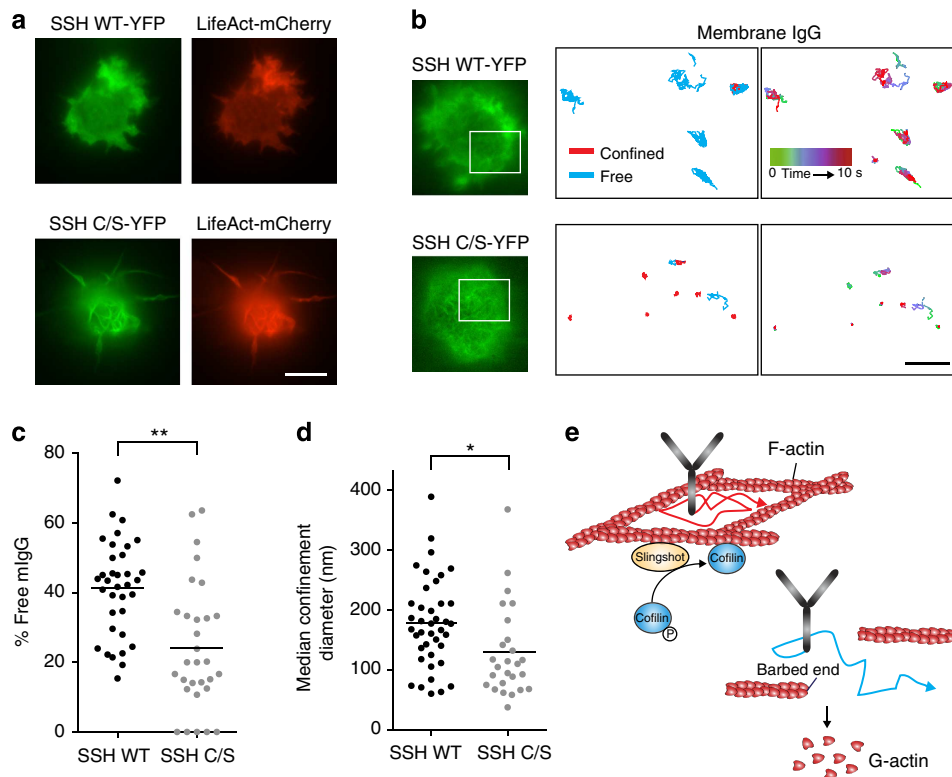 a
SSH WT-YFP
LifeAct-mCherry
SSH C/S-YFP
LifeAct-mCherry
b
Membrane IgG
SSH WT-YFP
Confined
Free
0 Time 10 s
SSH C/S-YFP
c
**
% Free mIgG
80
60
40
20
0
SSH WT
SSH C/S
d
*
Median confinement
diameter (nm)
400
300
200
100
0
SSH WT
SSH C/S
e
F-actin
Slingshot
Cofilin
Cofilin
P
Barbed end
G-actin